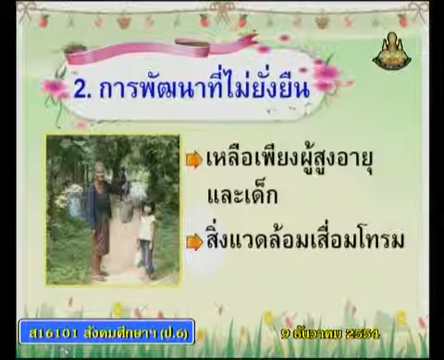 2. การพัฒนาที่ไม่ยั่งยืน
เหลือเพียงผู้สูงอายุ
และเด็ก
สิ่งแวดล้อมเสื่อมโทรม
ส16101 สังคมศึกษาฯ (ป.6)
9 ธันวาคม 2554